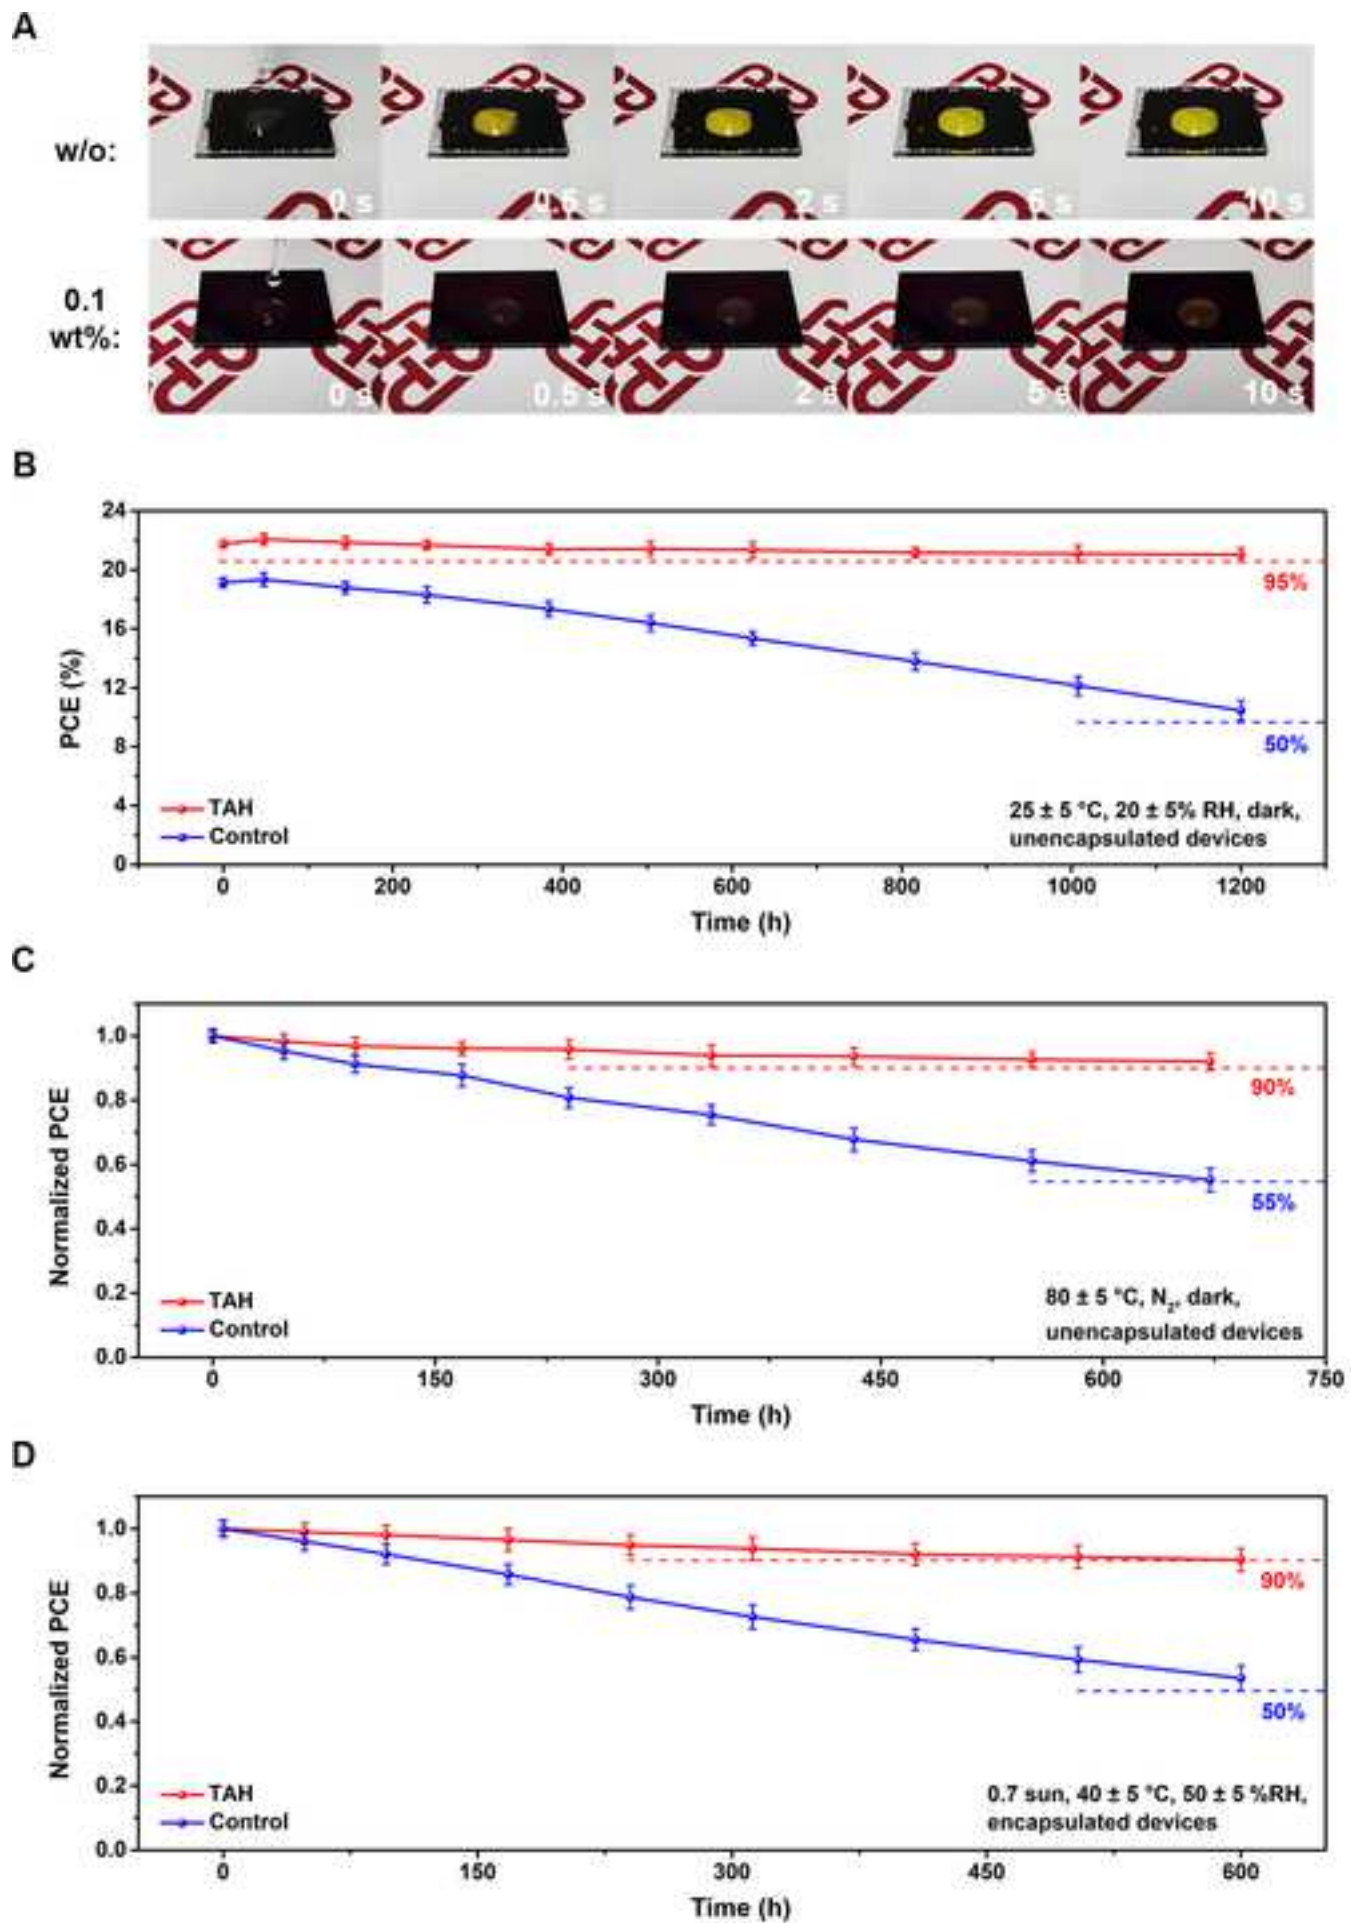 A
w/o:
0 s
0.5 s
2 s
5 s
10 s
0.1
wt%:
0 s
0.5 s
2 s
5 s
10 s
B
24
20
16
12
8
4
0
PCE (%)
95%
50%
TAH
Control
25 ± 5 °C, 20 ± 5% RH, dark,
unencapsulated devices
0 200 400 600 800 1000 1200
Time (h)
C
1.0
0.8
0.6
0.4
0.2
0.0
Normalized PCE
90%
55%
TAH
Control
80 ± 5 °C, N₂, dark,
unencapsulated devices
0 150 300 450 600 750
Time (h)
D
1.0
0.8
0.6
0.4
0.2
0.0
Normalized PCE
90%
50%
TAH
Control
0.7 sun, 40 ± 5 °C, 50 ± 5 %RH,
encapsulated devices
0 150 300 450 600
Time (h)